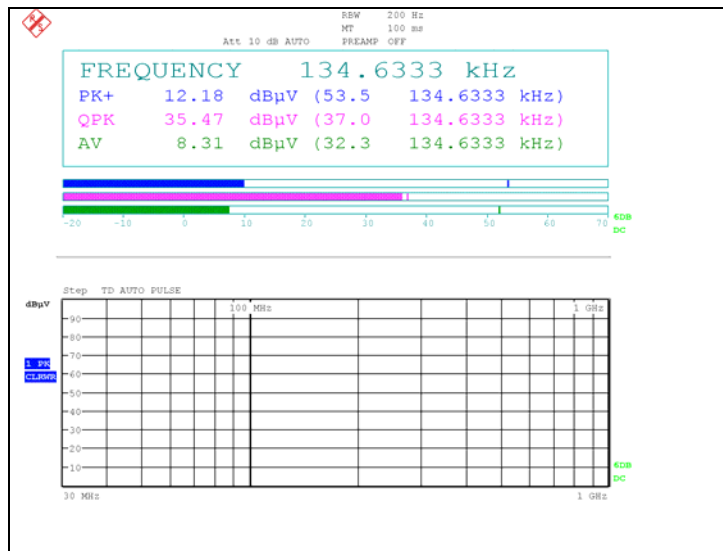 RBW 200 Hz
MT 100 ms
Att 10 dB AUTO PREAMP OFF
FREQUENCY 134.6333 kHz
PK+ 12.18 dBµV (53.5 134.6333 kHz)
QPK 35.47 dBµV (37.0 134.6333 kHz)
AV 8.31 dBµV (32.3 134.6333 kHz)
-20 -10 0 10 20 30 40 50 60 70
6DB
DC
Step TD AUTO PULSE
dBµV
100 MHz 1 GHz
90
80
70
1 PK
60
CLRWR
50
40
30
20
10
6DB
DC
30 MHz 1 GHz